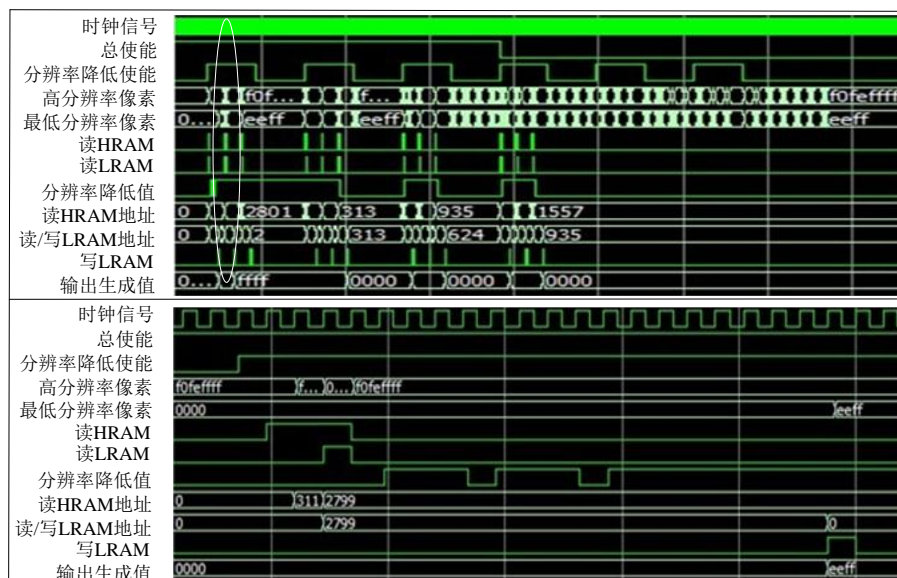 时钟信号
总使能
分辨率降低使能
高分辨率像素 f0f... f... f0feffff
最低分辨率像素 0... eeff eeff eeff
读HRAM
读LRAM
分辨率降低值
读HRAM地址 0 2801 313 935 1557
读/写LRAM地址 0 2 313 624 935
写LRAM
输出生成值 0... ffff 0000 0000 0000
时钟信号
总使能
分辨率降低使能
高分辨率像素 f0feffff f... 0... f0feffff
最低分辨率像素 0000 eeff
读HRAM
读LRAM
分辨率降低值
读HRAM地址 0 311 2799
读/写LRAM地址 0 2799 0
写LRAM
输出生成值 0000 eeff